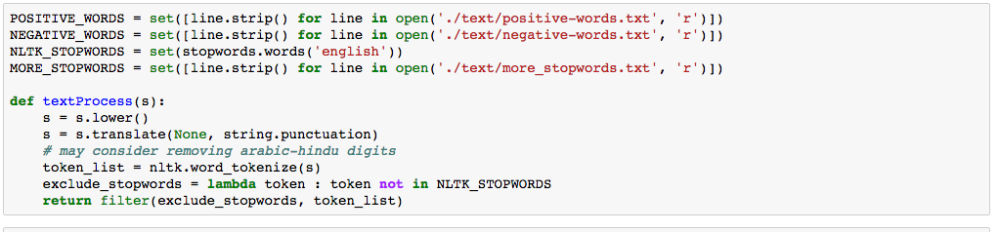 POSITIVE_WORDS = set([line.strip() for line in open('./text/positive-words.txt', 'r')])
NEGATIVE_WORDS = set([line.strip() for line in open('./text/negative-words.txt', 'r')])
NLTK_STOPWORDS = set(stopwords.words('english'))
MORE_STOPWORDS = set([line.strip() for line in open('./text/more_stopwords.txt', 'r')])

def textProcess(s):
    s = s.lower()
    s = s.translate(None, string.punctuation)
    # may consider removing arabic-hindu digits
    token_list = nltk.word_tokenize(s)
    exclude_stopwords = lambda token : token not in NLTK_STOPWORDS
    return filter(exclude_stopwords, token_list)